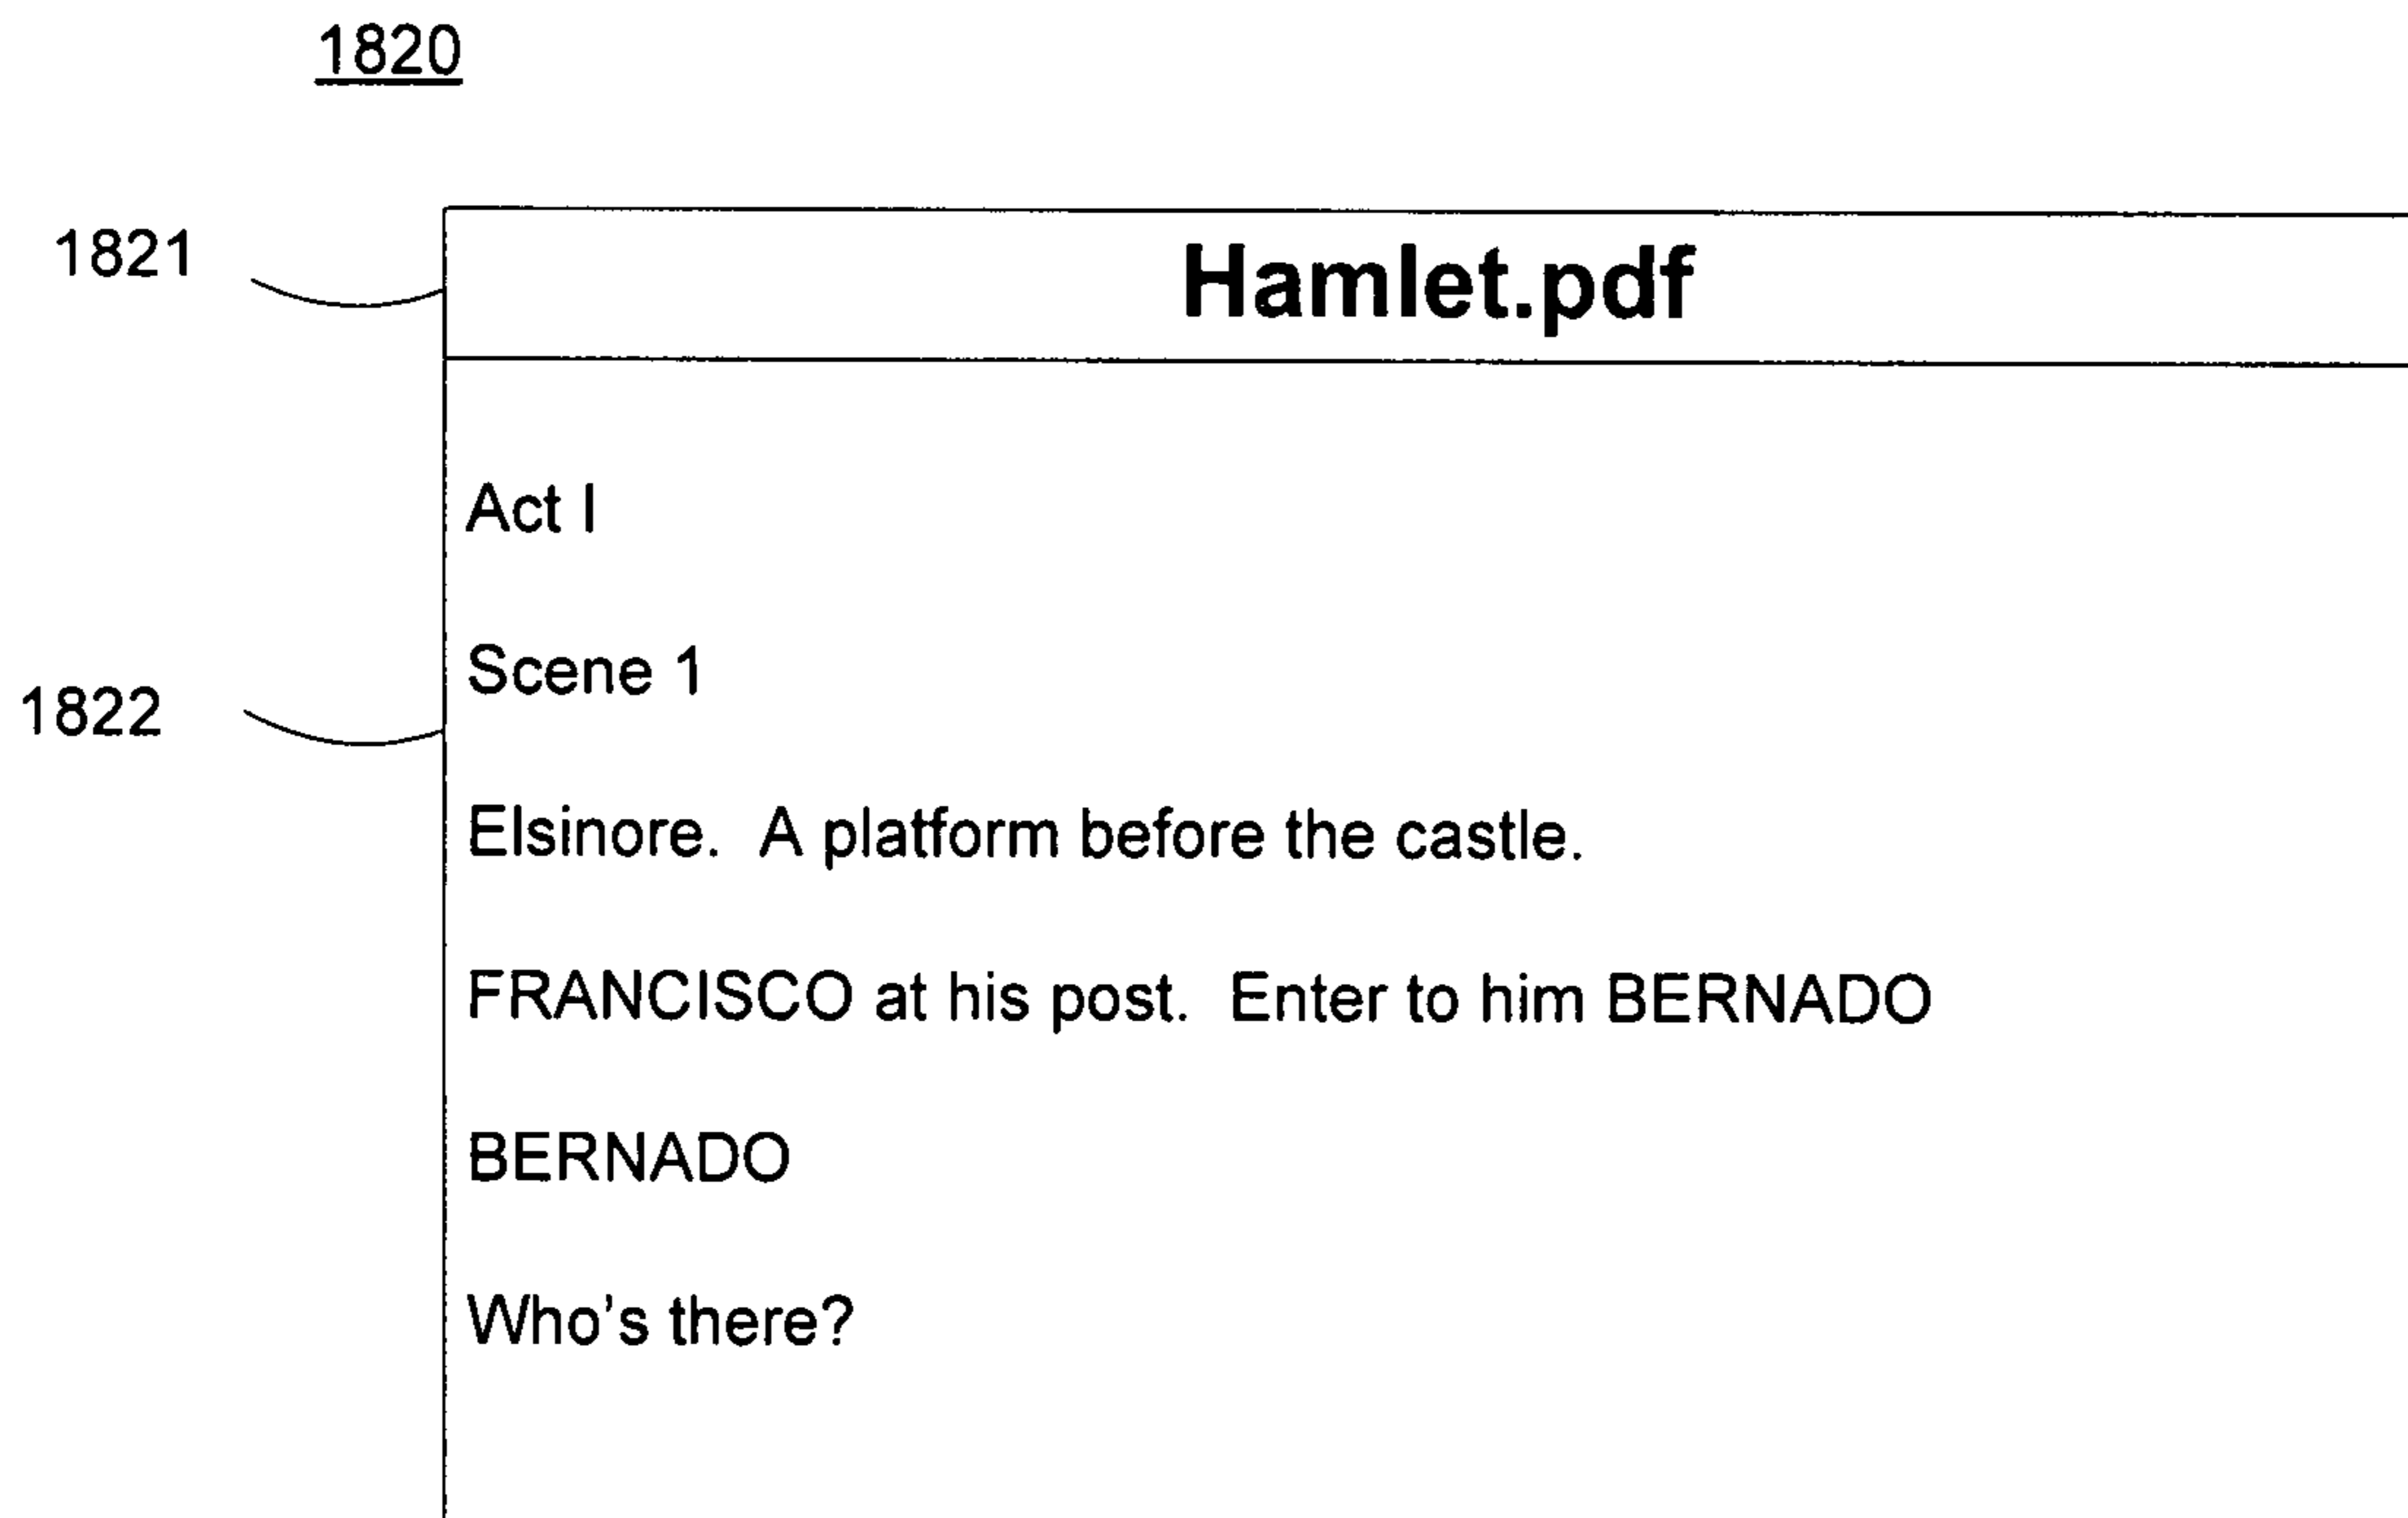 1820
1821
Hamlet.pdf
Act I
Scene 1
1822
Elsinore.  A platform before the castle.
FRANCISCO at his post.  Enter to him BERNADO
BERNADO
Who's there?